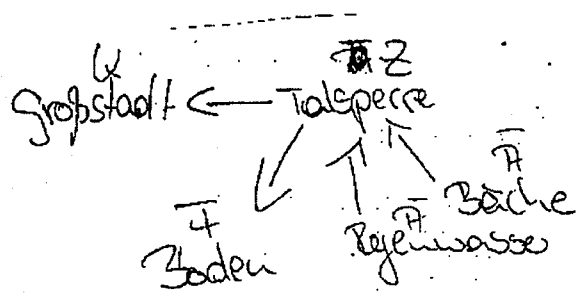 Z
Großstadt Talsperre
Bäche
Regenwasser
Boden